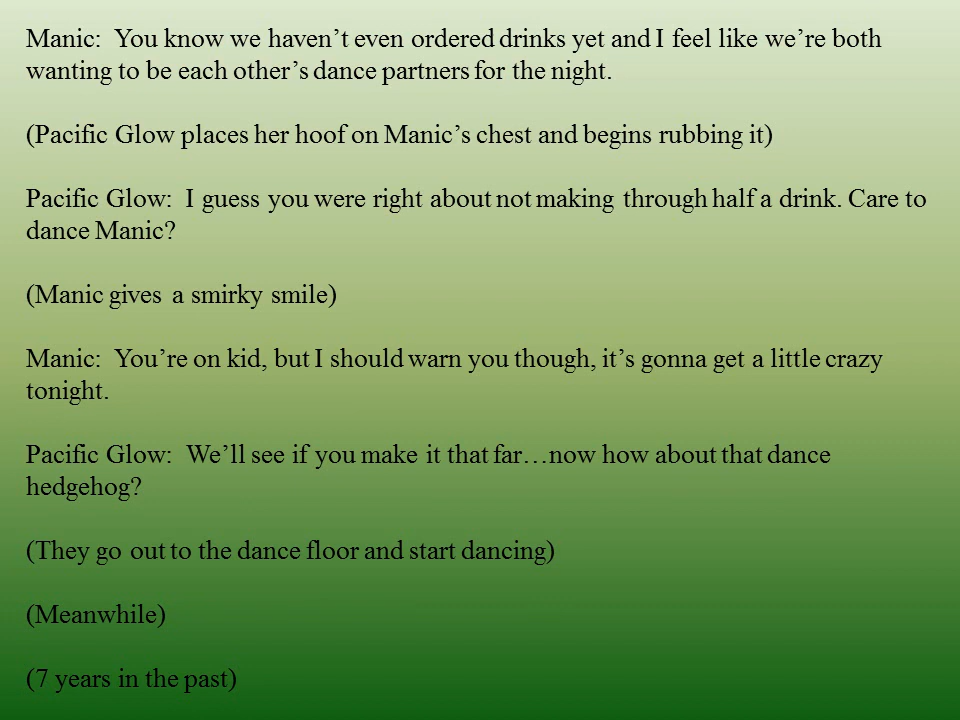 Manic:  You know we haven’t even ordered drinks yet and I feel like we’re both
wanting to be each other’s dance partners for the night.
(Pacific Glow places her hoof on Manic’s chest and begins rubbing it)
Pacific Glow:  I guess you were right about not making through half a drink. Care to
dance Manic?
(Manic gives a smirky smile)
Manic:  You’re on kid, but I should warn you though, it’s gonna get a little crazy
tonight.
Pacific Glow:  We’ll see if you make it that far…now how about that dance
hedgehog?
(They go out to the dance floor and start dancing)
(Meanwhile)
(7 years in the past)